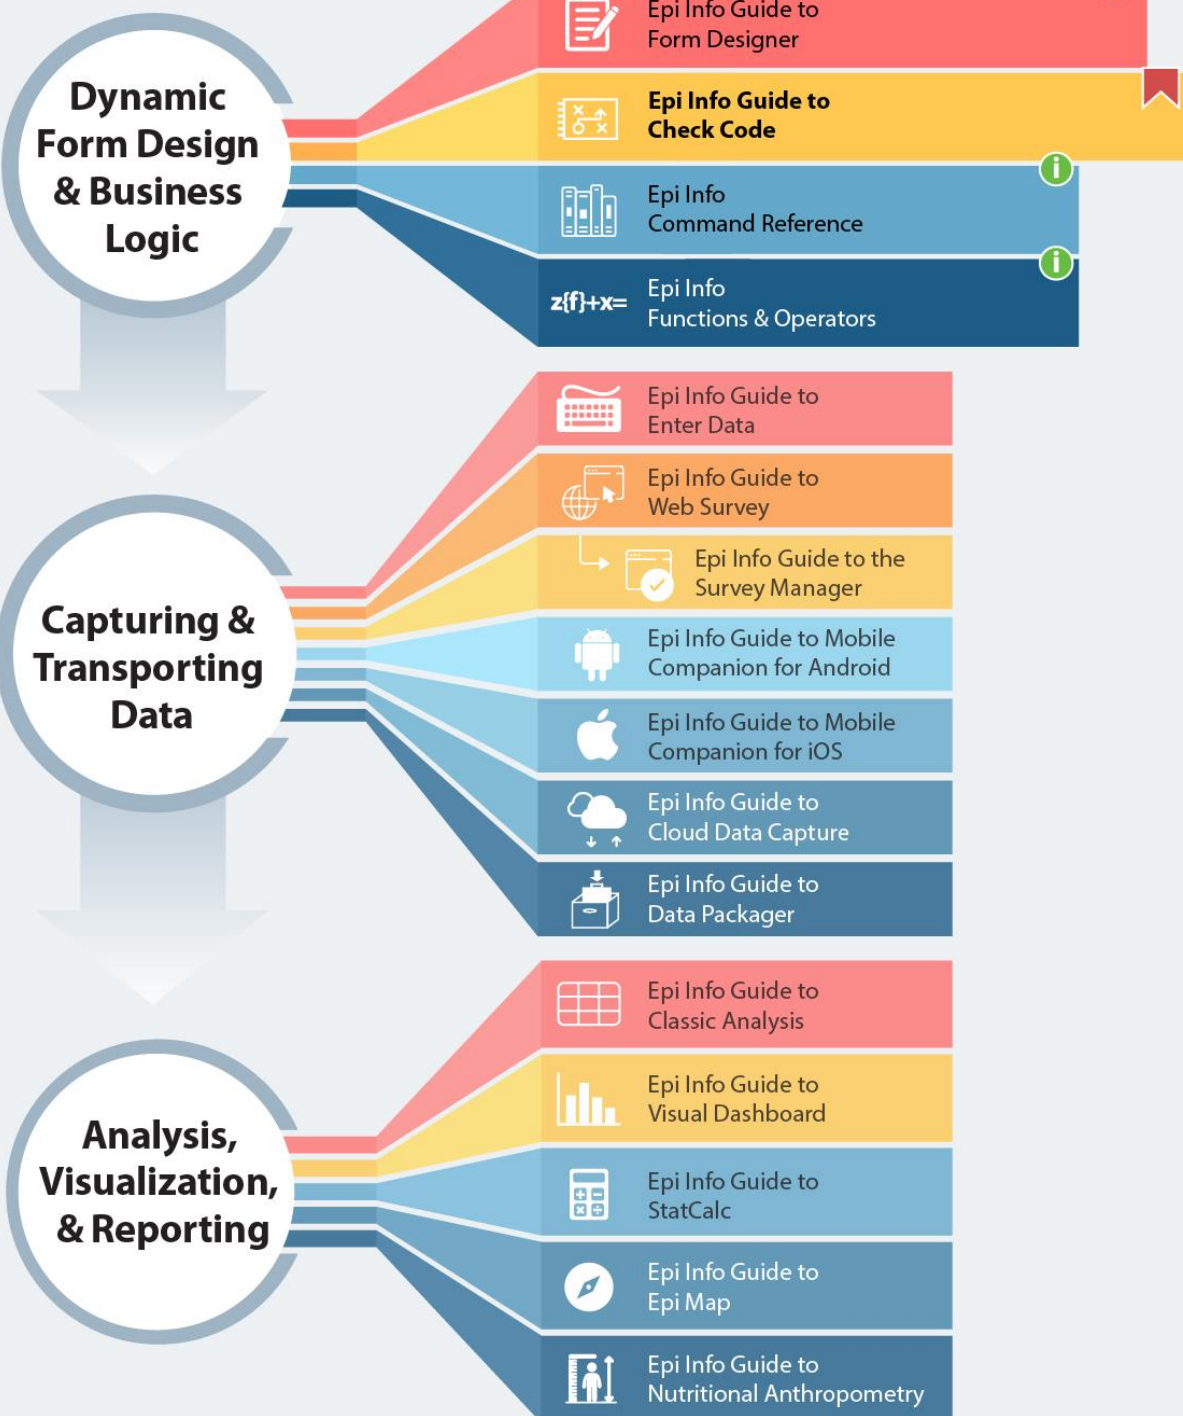 Dynamic
Form Design
& Business
Logic
Epi Info Guide to
Form Designer
Epi Info Guide to
Check Code
Epi Info
Command Reference
z{f}+x=
Epi Info
Functions & Operators
i
i
Capturing &
Transporting
Data
Epi Info Guide to
Enter Data
Epi Info Guide to
Web Survey
Epi Info Guide to the
Survey Manager
Epi Info Guide to Mobile
Companion for Android
Epi Info Guide to Mobile
Companion for iOS
Epi Info Guide to
Cloud Data Capture
Epi Info Guide to
Data Packager
Analysis,
Visualization,
& Reporting
Epi Info Guide to
Classic Analysis
Epi Info Guide to
Visual Dashboard
Epi Info Guide to
StatCalc
Epi Info Guide to
Epi Map
Epi Info Guide to
Nutritional Anthropometry